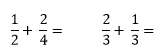 1/2 + 2/4 =    2/3 + 1/3 =